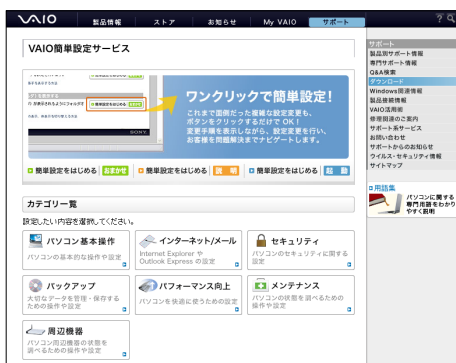 VAIO
製品情報
ストア
お知らせ
My VAIO
サポート
VAIO簡単設定サービス
簡単設定をはじめる
SONY
ワンクリックで簡単設定!
これまで面倒だった複雑な設定変更も、
ボタンをクリックするだけで OK!
変更手順を表示しながら、設定変更を行い、
お客様を問題解決までナビゲートします。
簡単設定をはじめる おまかせ
簡単設定をはじめる 説 明
簡単設定をはじめる 起 動
カテゴリー一覧
設定したい内容を選択してください。
パソコン基本操作
パソコンの基本的な操作や設定
インターネット/メール
Internet Explorer や
Outlook Express の設定
セキュリティ
パソコンのセキュリティに関する
設定
バックアップ
大切なデータを管理・保存する
ための操作や設定
パフォーマンス向上
パソコンを快適に使うための設定
メンテナンス
パソコンの状態を調べるための
操作や設定
周辺機器
パソコン周辺機器の状態を
調べるための操作や設定
サポート
製品別サポート情報
専門サポート情報
Q&A検索
ダウンロード
Windows関連情報
製品接続情報
VAIO活用術
修理関連のご案内
サポート系サービス
お問い合わせ
サポートからのお知らせ
ウイルス・セキュリティ情報
サイトマップ
用語集
パソコンに関する
専門用語をわかり
やすく説明